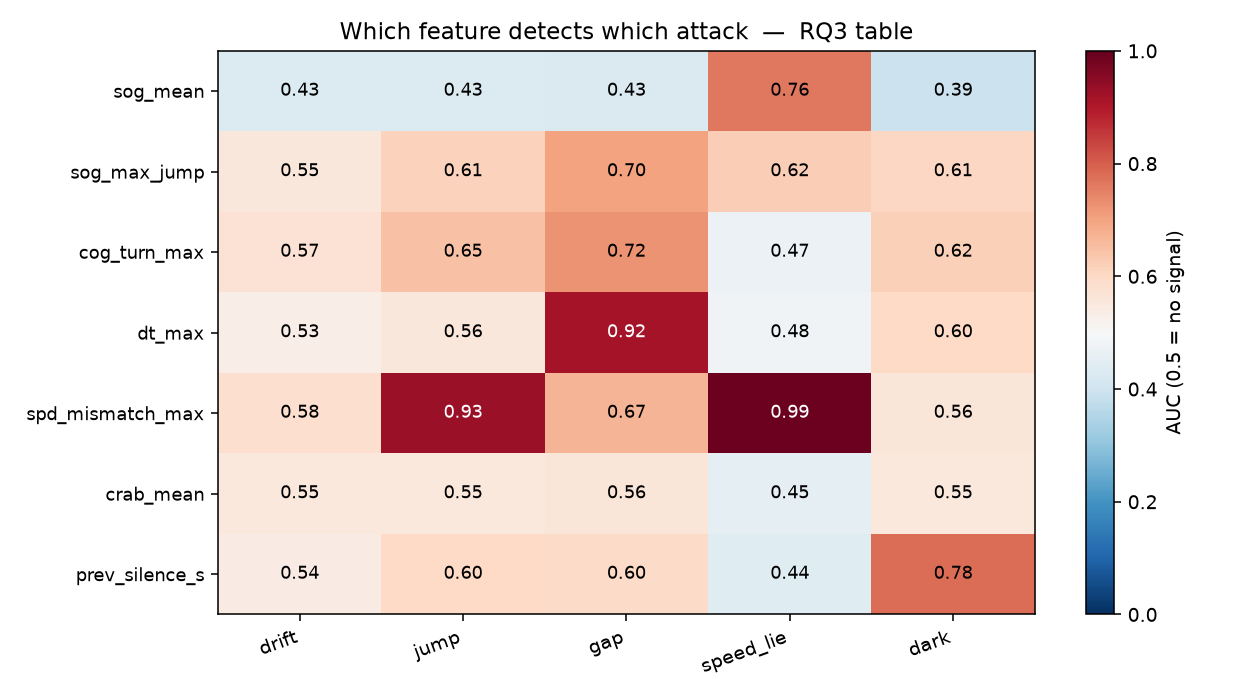 Which feature detects which attack — RQ3 table
sog_mean 0.43 0.43 0.43 0.76 0.39
sog_max_jump 0.55 0.61 0.70 0.62 0.61
cog_turn_max 0.57 0.65 0.72 0.47 0.62
dt_max 0.53 0.56 0.92 0.48 0.60
spd_mismatch_max 0.58 0.93 0.67 0.99 0.56
crab_mean 0.55 0.55 0.56 0.45 0.55
prev_silence_s 0.54 0.60 0.60 0.44 0.78
drift jump gap speed_lie dark
1.0
0.8
0.6
0.4
0.2
0.0
AUC (0.5 = no signal)